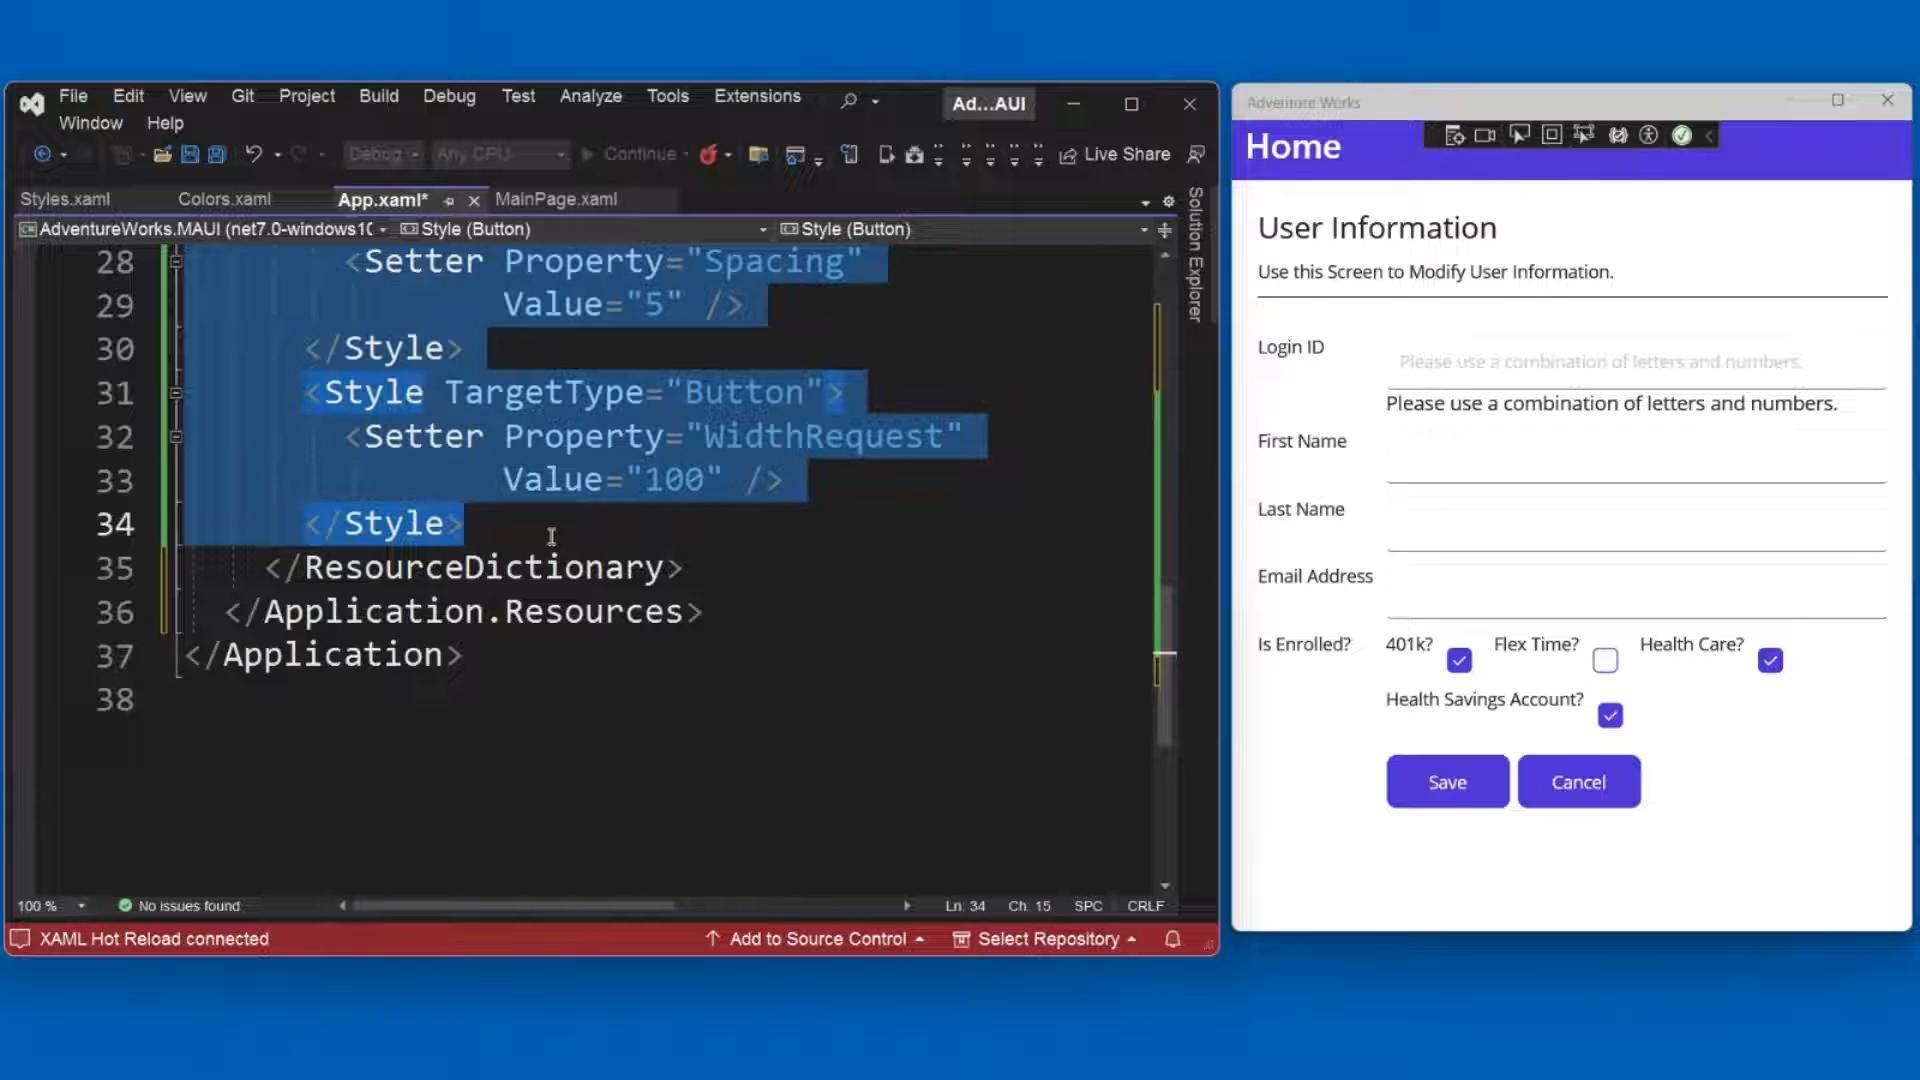 File Edit View Git Project Build Debug Test Analyze Tools Extensions
Window Help
Ad...AUI
Debug Any CPU Continue Live Share
Styles.xaml Colors.xaml App.xaml* MainPage.xaml
AdventureWorks.MAUI (net7.0-windows10 Style (Button) Style (Button)
Solution Explorer
28 <Setter Property="Spacing"
29 Value="5" />
30 </Style>
31 <Style TargetType="Button">
32 <Setter Property="WidthRequest"
33 Value="100" />
34 </Style>
35 </ResourceDictionary>
36 </Application.Resources>
37 </Application>
38
100 % No issues found Ln: 34 Ch: 15 SPC CRLF
XAML Hot Reload connected Add to Source Control Select Repository
Adventure Works
Home
User Information
Use this Screen to Modify User Information.
Login ID
Please use a combination of letters and numbers.
Please use a combination of letters and numbers.
First Name
Last Name
Email Address
Is Enrolled? 401k? Flex Time? Health Care?
Health Savings Account?
Save Cancel